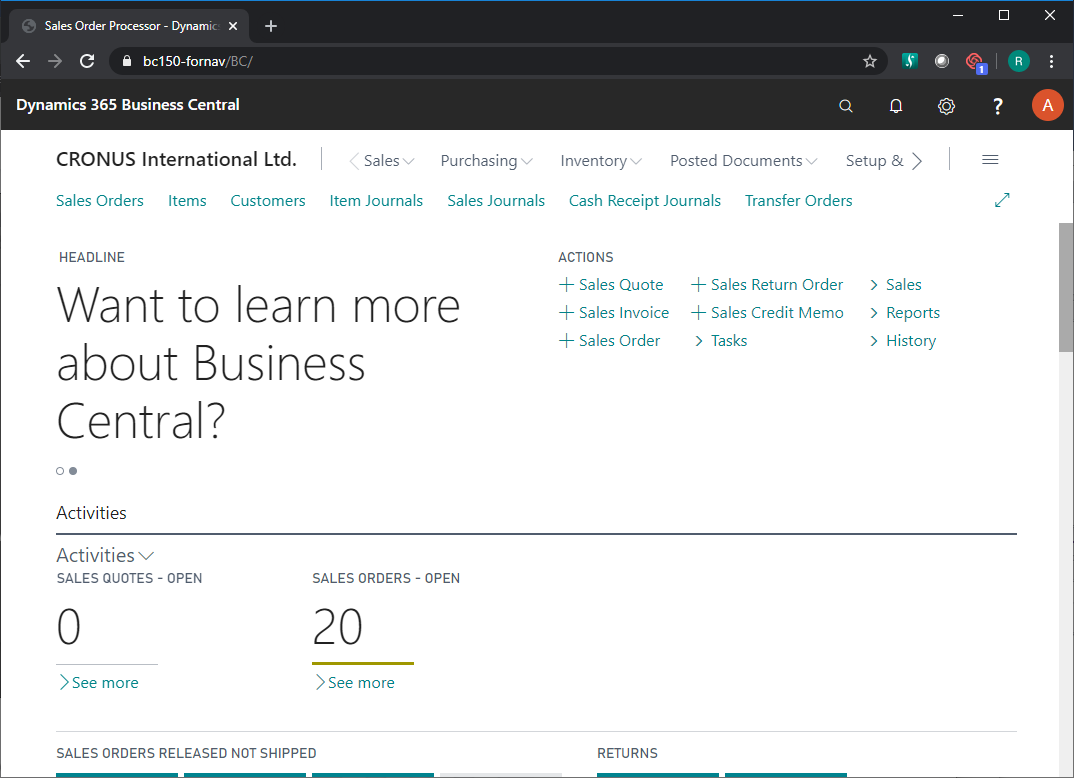 Sales Order Processor - Dynamic
bc150-fornav/BC/
1
R
Dynamics 365 Business Central
?
A
CRONUS International Ltd.
Sales
Purchasing
Inventory
Posted Documents
Setup &
Sales Orders
Items
Customers
Item Journals
Sales Journals
Cash Receipt Journals
Transfer Orders
HEADLINE
Want to learn more
about Business
Central?
ACTIONS
+ Sales Quote
+ Sales Return Order
> Sales
+ Sales Invoice
+ Sales Credit Memo
> Reports
+ Sales Order
> Tasks
> History
Activities
Activities
SALES QUOTES - OPEN
SALES ORDERS - OPEN
0
20
>See more
>See more
SALES ORDERS RELEASED NOT SHIPPED
RETURNS